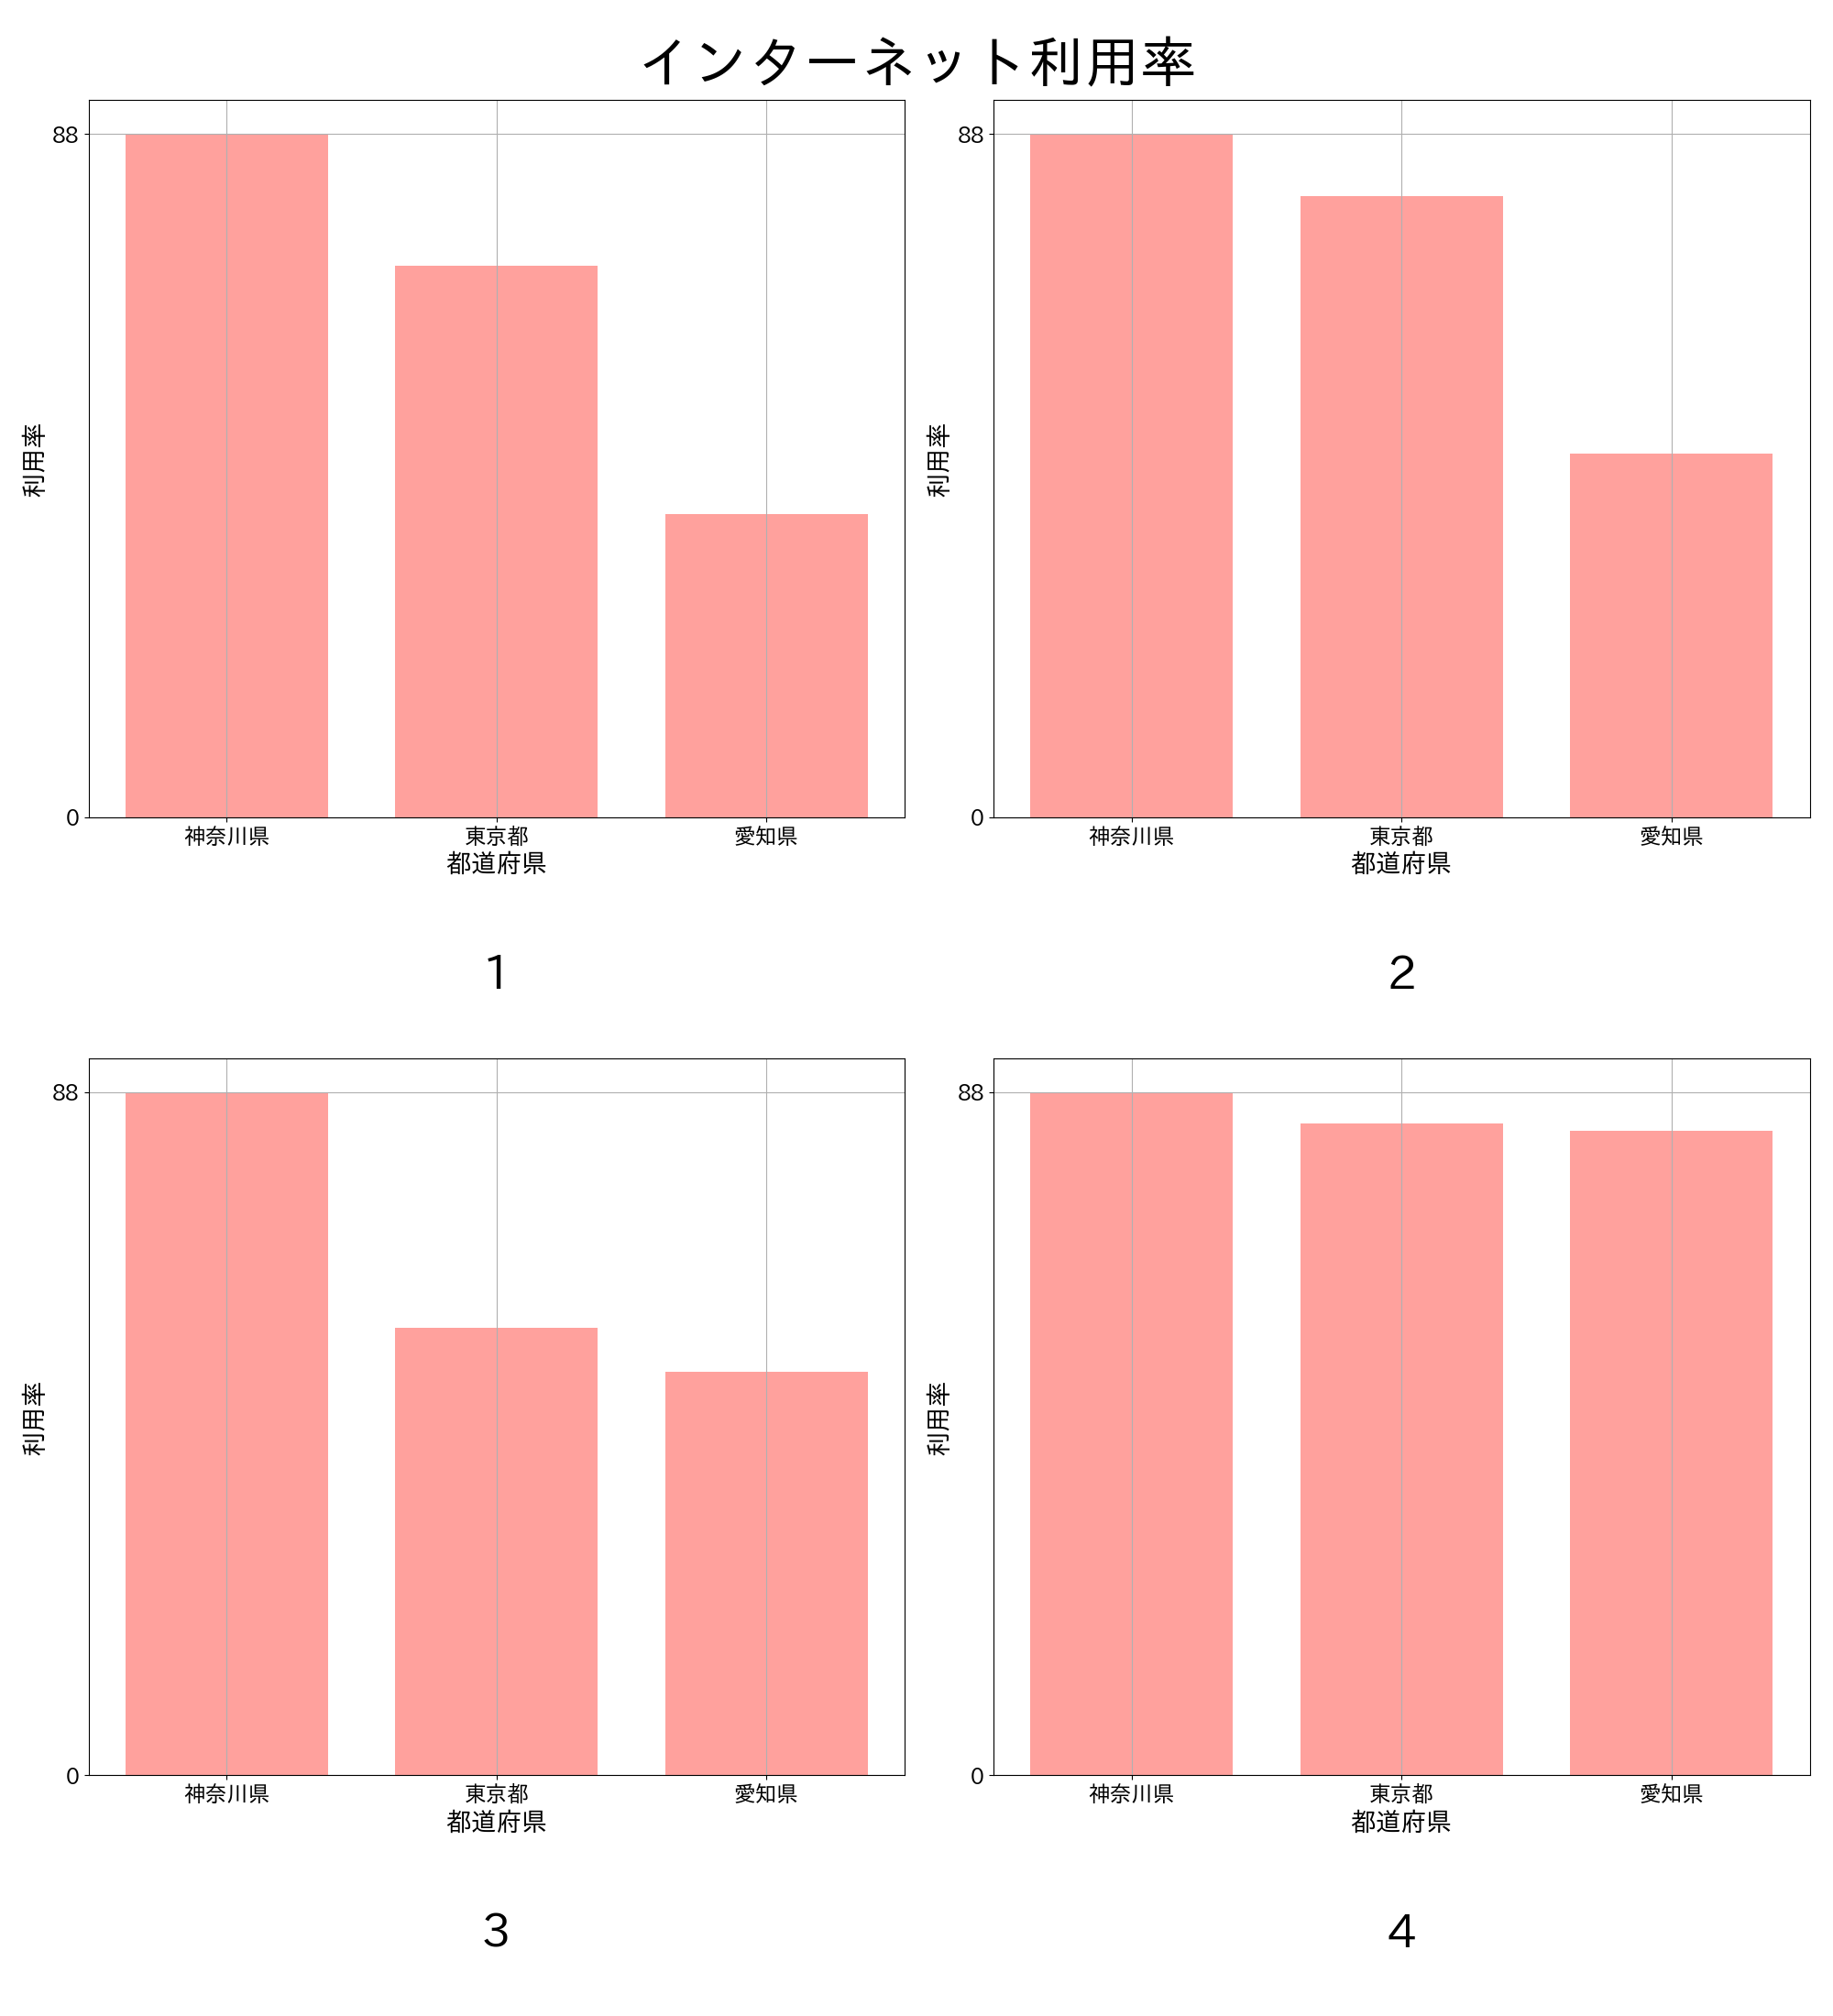 インターネット利用率
88
0
利用率
神奈川県 東京都 愛知県
都道府県
1
88
0
利用率
神奈川県 東京都 愛知県
都道府県
2
88
0
利用率
神奈川県 東京都 愛知県
都道府県
3
88
0
利用率
神奈川県 東京都 愛知県
都道府県
4